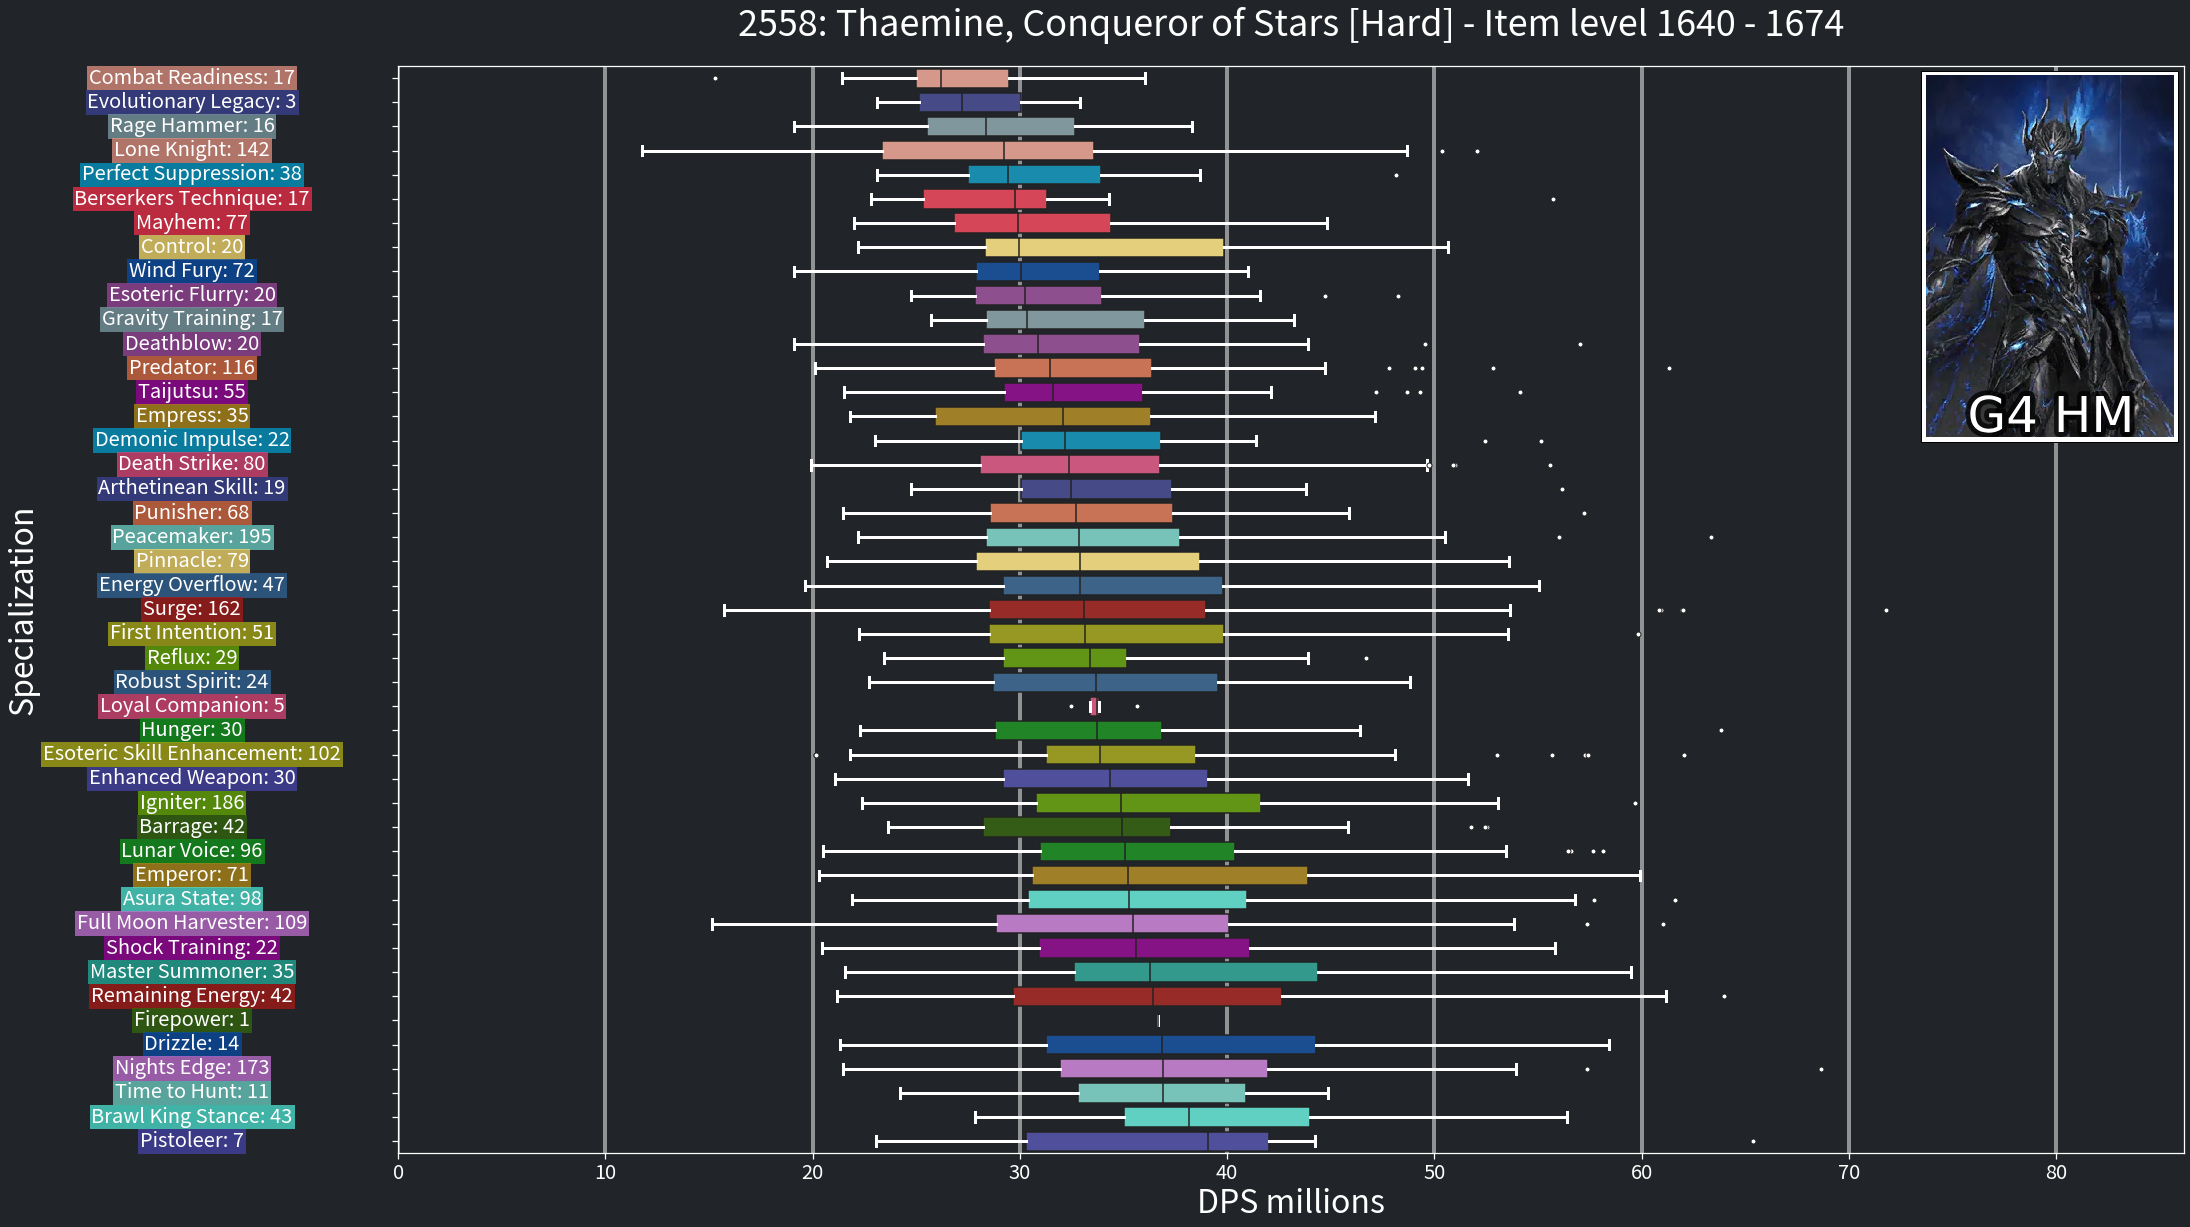 2558: Thaemine, Conqueror of Stars [Hard] - Item level 1640 - 1674
Combat Readiness: 17
Evolutionary Legacy: 3
Rage Hammer: 16
Lone Knight: 142
Perfect Suppression: 38
Berserkers Technique: 17
Mayhem: 77
Control: 20
Wind Fury: 72
Esoteric Flurry: 20
Gravity Training: 17
Deathblow: 20
Predator: 116
Taijutsu: 55
Empress: 35
Demonic Impulse: 22
Death Strike: 80
Arthetinean Skill: 19
Punisher: 68
Peacemaker: 195
Pinnacle: 79
Energy Overflow: 47
Surge: 162
First Intention: 51
Reflux: 29
Robust Spirit: 24
Loyal Companion: 5
Hunger: 30
Esoteric Skill Enhancement: 102
Enhanced Weapon: 30
Igniter: 186
Barrage: 42
Lunar Voice: 96
Emperor: 71
Asura State: 98
Full Moon Harvester: 109
Shock Training: 22
Master Summoner: 35
Remaining Energy: 42
Firepower: 1
Drizzle: 14
Nights Edge: 173
Time to Hunt: 11
Brawl King Stance: 43
Pistoleer: 7
Specialization
G4 HM
0 10 20 30 40 50 60 70 80
DPS millions